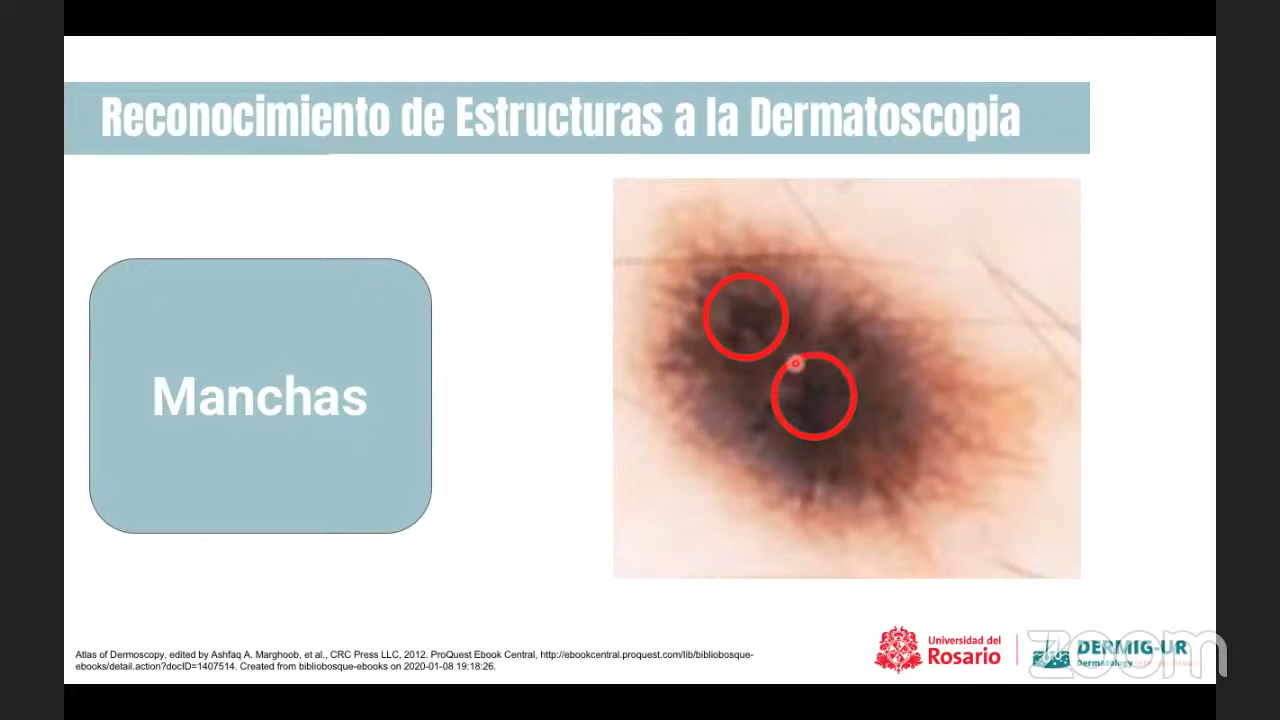 Reconocimiento de Estructuras a la Dermatoscopia
Manchas
Atlas of Dermoscopy, edited by Ashfaq A. Marghoob, et al., CRC Press LLC, 2012. ProQuest Ebook Central, http://ebookcentral.proquest.com/lib/bibliobosque-
ebooks/detail.action?docID=1407514. Created from bibliobosque-ebooks on 2020-01-08 19:18:26.
Universidad del
Rosario
DERMIG-UR
Dermatology
zoom